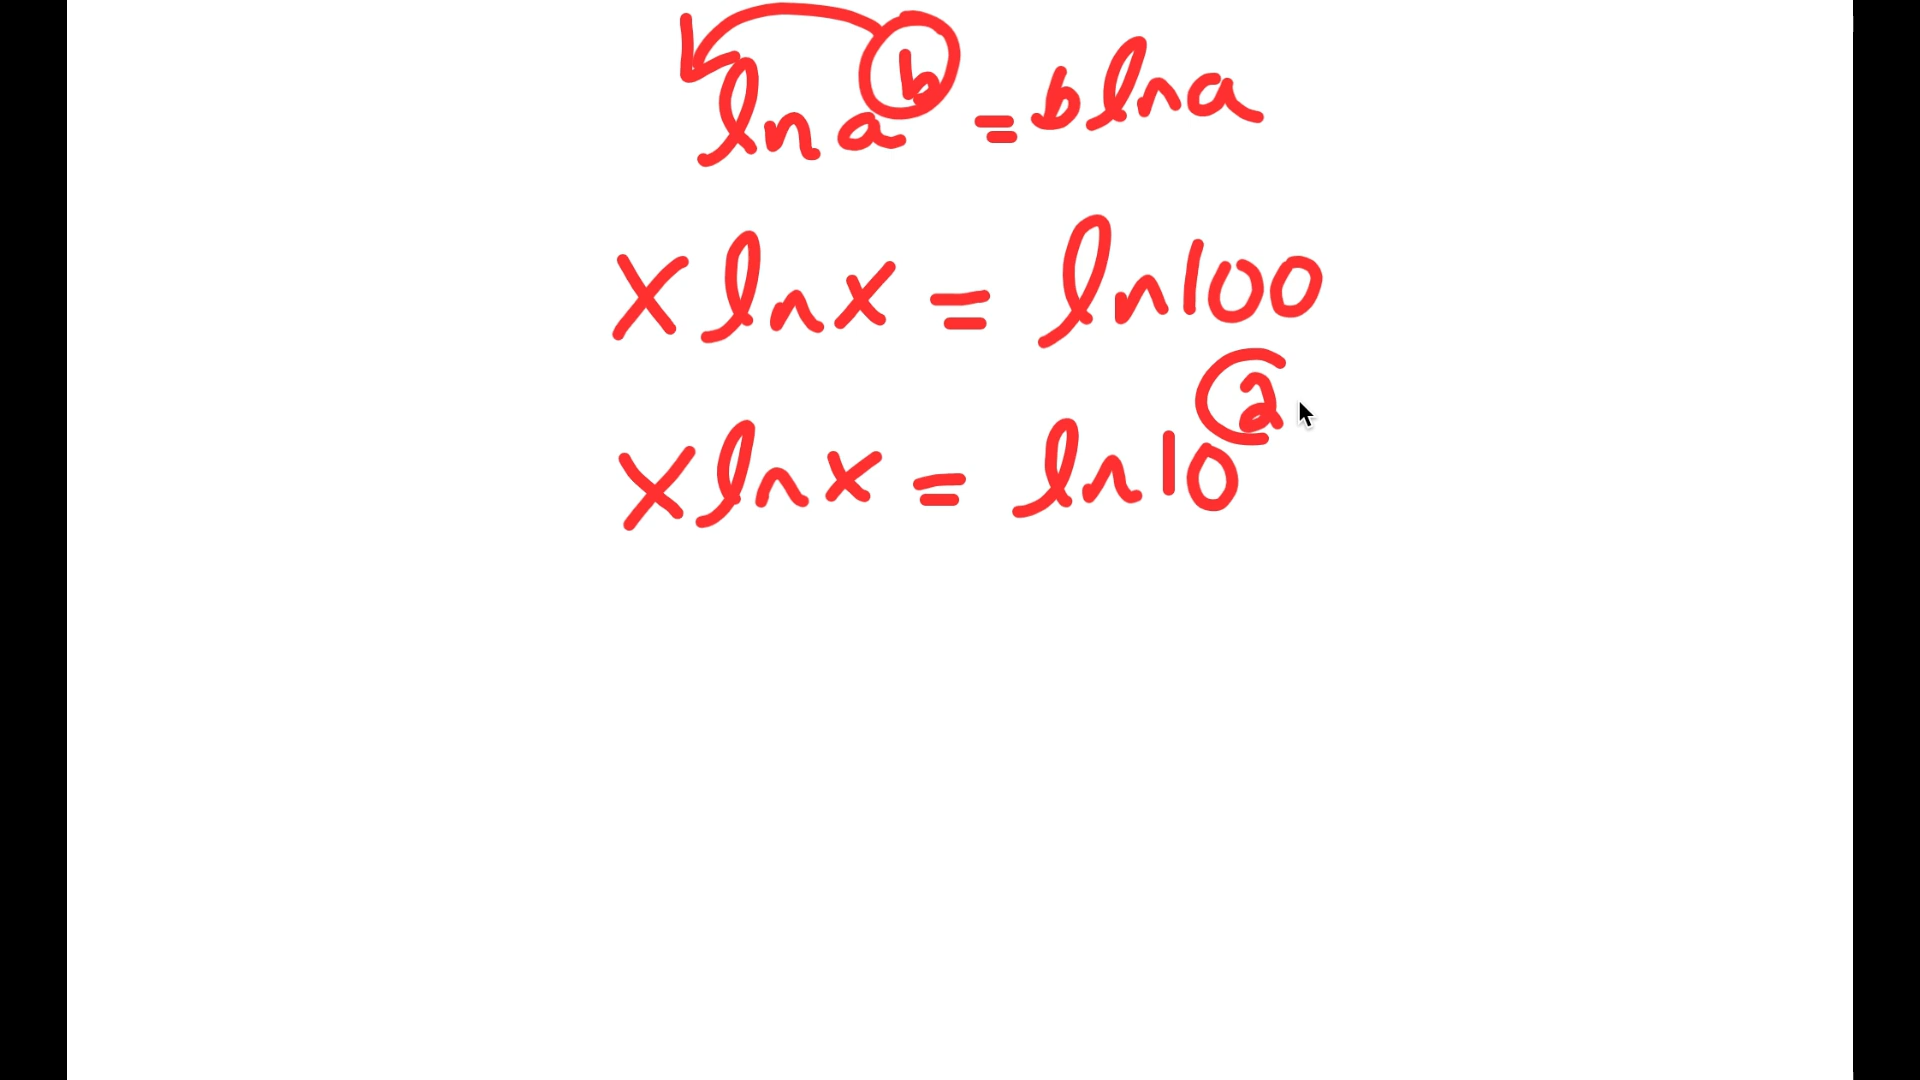 ln a^b = b ln a
x ln x = ln 100
x ln x = ln 10^2